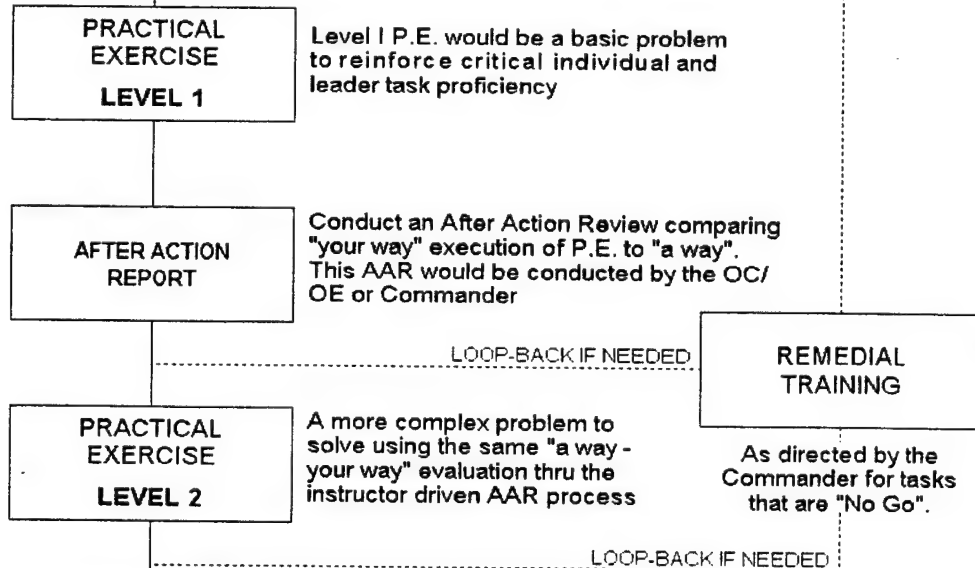 PRACTICAL
EXERCISE
LEVEL 1
Level I P.E. would be a basic problem
to reinforce critical individual and
leader task proficiency
AFTER ACTION
REPORT
Conduct an After Action Review comparing
"your way" execution of P.E. to "a way".
This AAR would be conducted by the OC/
OE or Commander
LOOP-BACK IF NEEDED
REMEDIAL
TRAINING
PRACTICAL
EXERCISE
LEVEL 2
A more complex problem to
solve using the same "a way -
your way" evaluation thru the
instructor driven AAR process
As directed by the
Commander for tasks
that are "No Go".
LOOP-BACK IF NEEDED